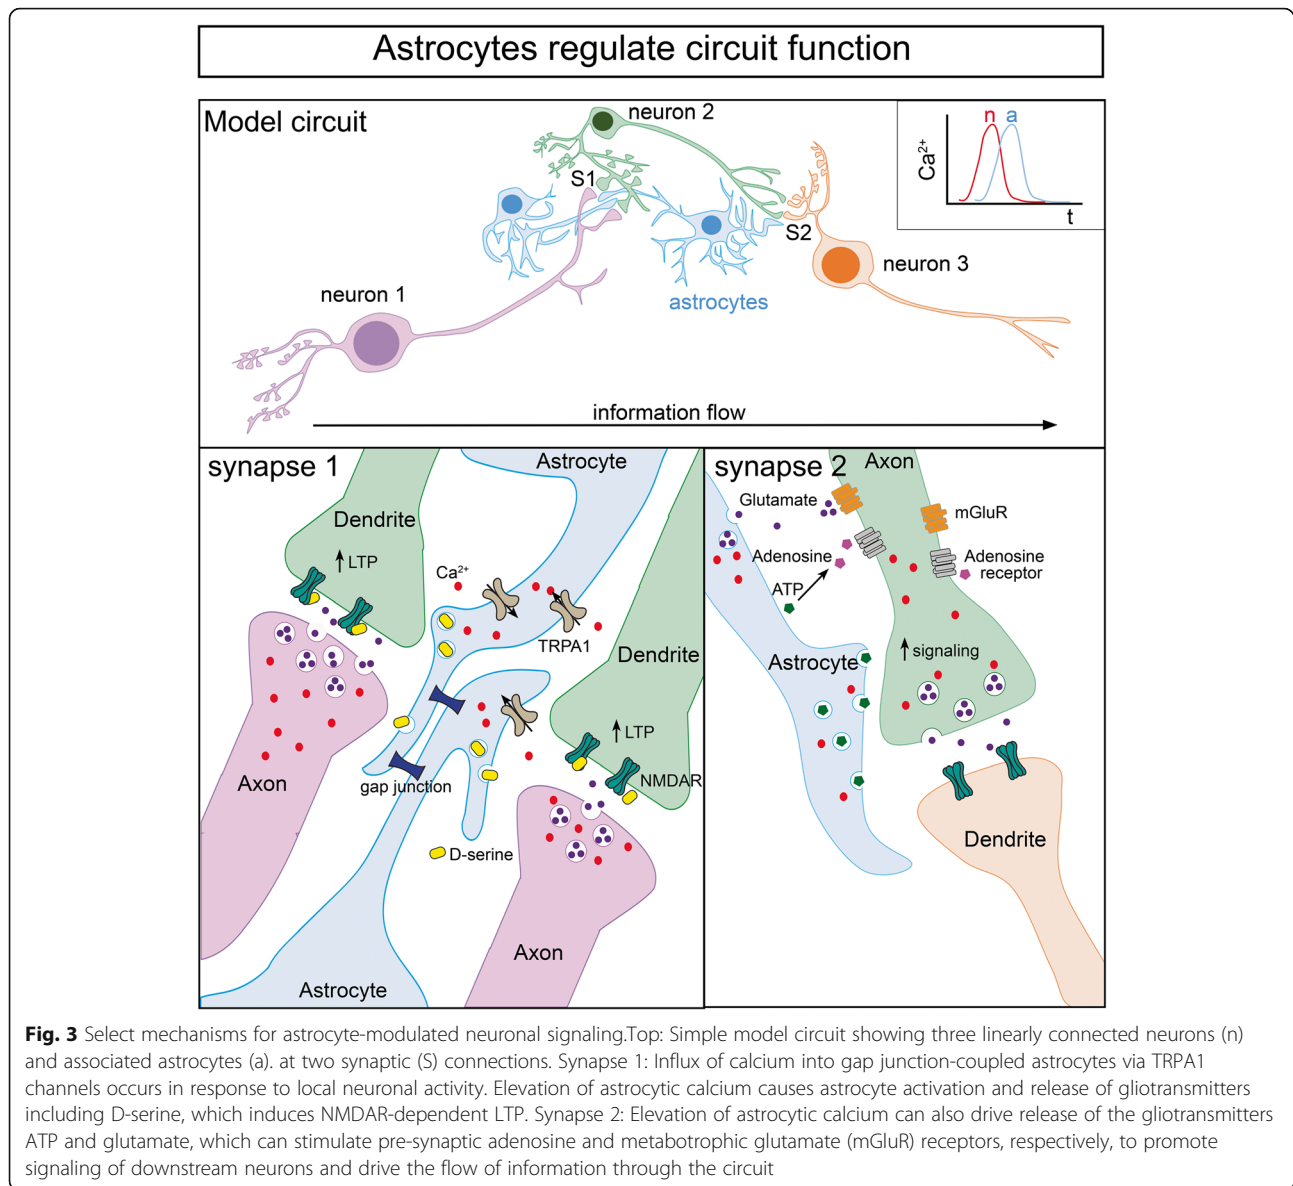 Astrocytes regulate circuit function
Model circuit
neuron 2
n a
Ca²⁺
t
S1
S2
neuron 3
astrocytes
neuron 1
information flow
synapse 1
Astrocyte
Dendrite
LTP
Ca²⁺
TRPA1
Dendrite
LTP
NMDAR
gap junction
Axon
D-serine
Axon
Astrocyte
synapse 2
Axon
Glutamate
mGluR
Adenosine
Adenosine
receptor
ATP
Astrocyte
signaling
Dendrite
Fig. 3 Select mechanisms for astrocyte-modulated neuronal signaling.Top: Simple model circuit showing three linearly connected neurons (n)
and associated astrocytes (a). at two synaptic (S) connections. Synapse 1: Influx of calcium into gap junction-coupled astrocytes via TRPA1
channels occurs in response to local neuronal activity. Elevation of astrocytic calcium causes astrocyte activation and release of gliotransmitters
including D-serine, which induces NMDAR-dependent LTP. Synapse 2: Elevation of astrocytic calcium can also drive release of the gliotransmitters
ATP and glutamate, which can stimulate pre-synaptic adenosine and metabotrophic glutamate (mGluR) receptors, respectively, to promote
signaling of downstream neurons and drive the flow of information through the circuit